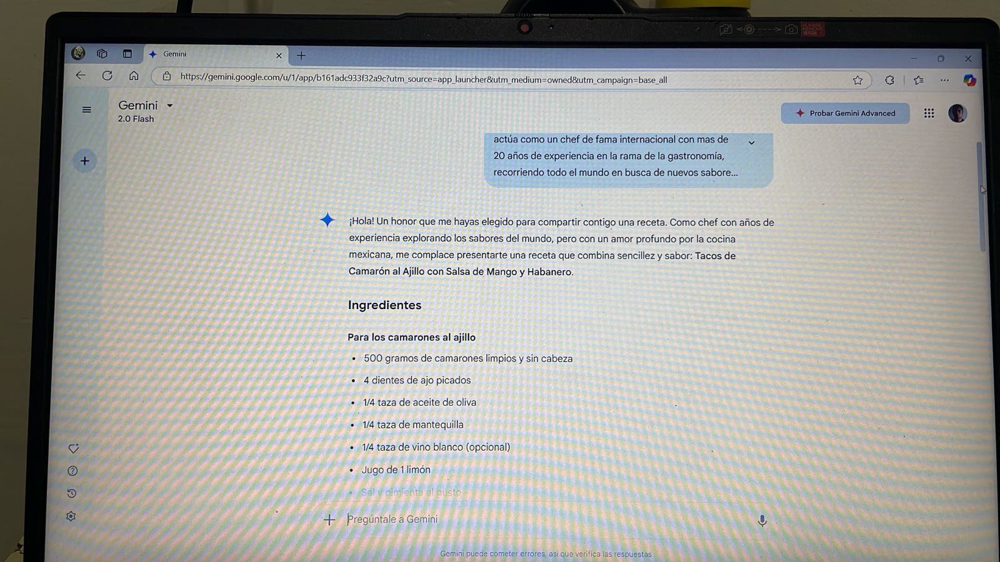 Gemini
https://gemini.google.com/u/1/app/b161adc933f32a9c?utm_source=app_launcher&utm_medium=owned&utm_campaign=base_all
Gemini
2.0 Flash
Probar Gemini Advanced
actúa como un chef de fama internacional con mas de
20 años de experiencia en la rama de la gastronomía,
recorriendo todo el mundo en busca de nuevos sabore...
¡Hola! Un honor que me hayas elegido para compartir contigo una receta. Como chef con años de
experiencia explorando los sabores del mundo, pero con un amor profundo por la cocina
mexicana, me complace presentarte una receta que combina sencillez y sabor: Tacos de
Camarón al Ajillo con Salsa de Mango y Habanero.
Ingredientes
Para los camarones al ajillo
• 500 gramos de camarones limpios y sin cabeza
• 4 dientes de ajo picados
• 1/4 taza de aceite de oliva
• 1/4 taza de mantequilla
• 1/4 taza de vino blanco (opcional)
• Jugo de 1 limón
• Sal y pimienta al gusto
Pregúntale a Gemini
Gemini puede cometer errores, así que verifica las respuestas